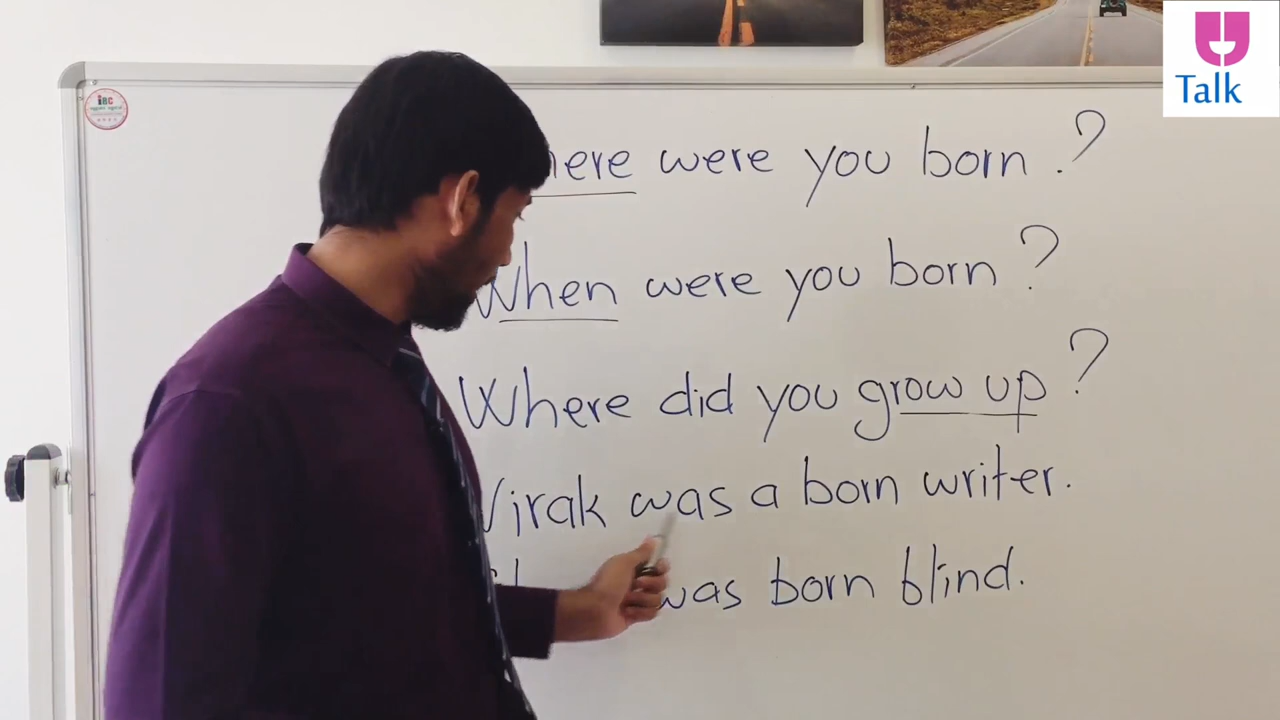 Talk
iBC
were you born ?
When were you born ?
Where did you grow up ?
Virak was a born writer.
was born blind.